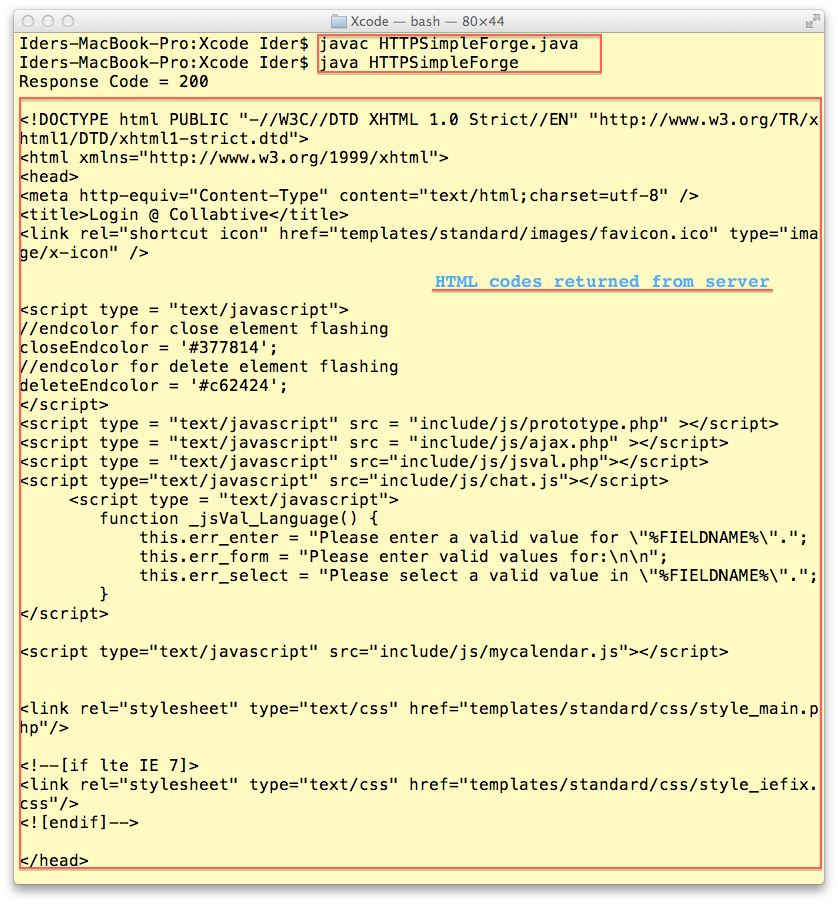 Xcode — bash — 80×44
Iders-MacBook-Pro:Xcode Ider$ javac HTTPSimpleForge.java
Iders-MacBook-Pro:Xcode Ider$ java HTTPSimpleForge
Response Code = 200
<!DOCTYPE html PUBLIC "-//W3C//DTD XHTML 1.0 Strict//EN" "http://www.w3.org/TR/x
html1/DTD/xhtml1-strict.dtd">
<html xmlns="http://www.w3.org/1999/xhtml">
<head>
<meta http-equiv="Content-Type" content="text/html;charset=utf-8" />
<title>Login @ Collabtive</title>
<link rel="shortcut icon" href="templates/standard/images/favicon.ico" type="ima
ge/x-icon" />
HTML codes returned from server
<script type = "text/javascript">
//endcolor for close element flashing
closeEndcolor = '#377814';
//endcolor for delete element flashing
deleteEndcolor = '#c62424';
</script>
<script type = "text/javascript" src = "include/js/prototype.php" ></script>
<script type = "text/javascript" src = "include/js/ajax.php" ></script>
<script type = "text/javascript" src="include/js/jsval.php"></script>
<script type="text/javascript" src="include/js/chat.js"></script>
     <script type = "text/javascript">
        function _jsVal_Language() {
            this.err_enter = "Please enter a valid value for \"%FIELDNAME%\".";
            this.err_form = "Please enter valid values for:\n\n";
            this.err_select = "Please select a valid value in \"%FIELDNAME%\".";
        }
</script>
<script type="text/javascript" src="include/js/mycalendar.js"></script>
<link rel="stylesheet" type="text/css" href="templates/standard/css/style_main.p
hp"/>
<!--[if lte IE 7]>
<link rel="stylesheet" type="text/css" href="templates/standard/css/style_iefix.
css"/>
<![endif]-->
</head>